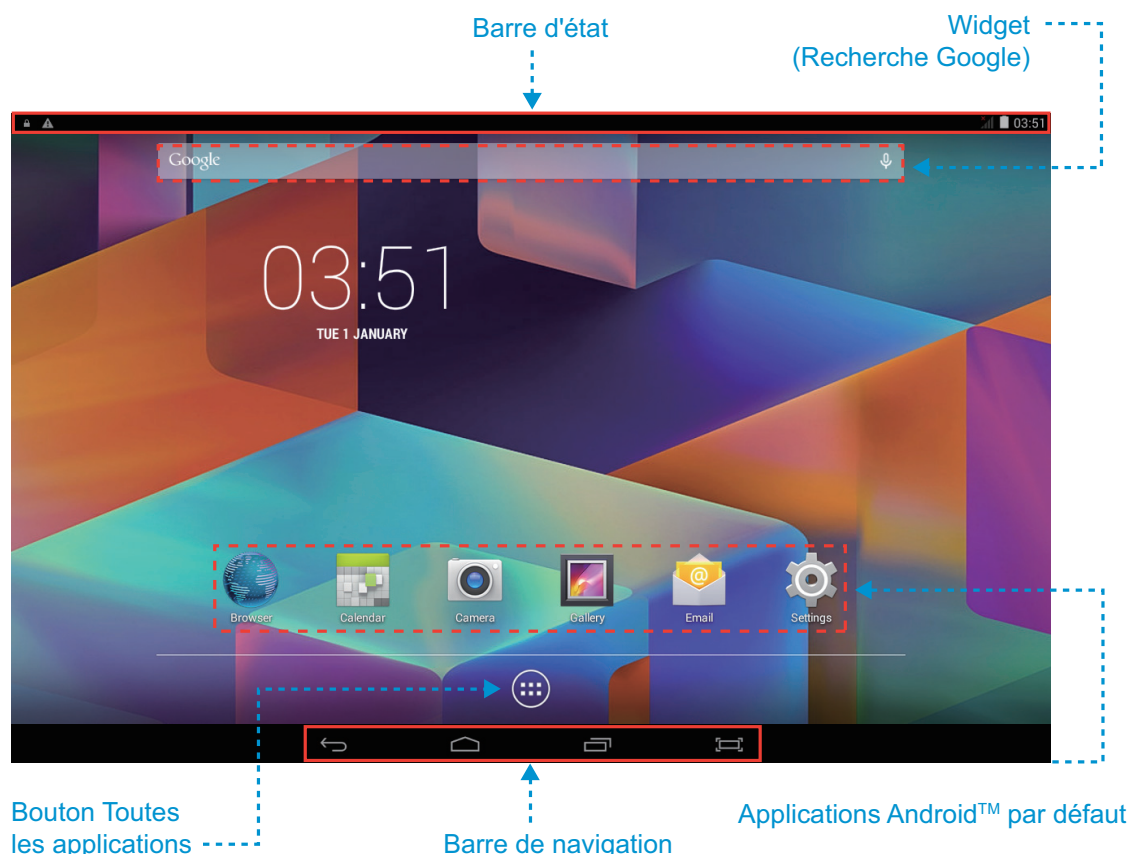 Barre d'état
Widget
(Recherche Google)
03:51
Google
03:51
TUE 1 JANUARY
@
Browser
Calendar
Camera
Gallery
Email
Settings
Bouton Toutes
les applications
Barre de navigation
Applications Android™ par défaut